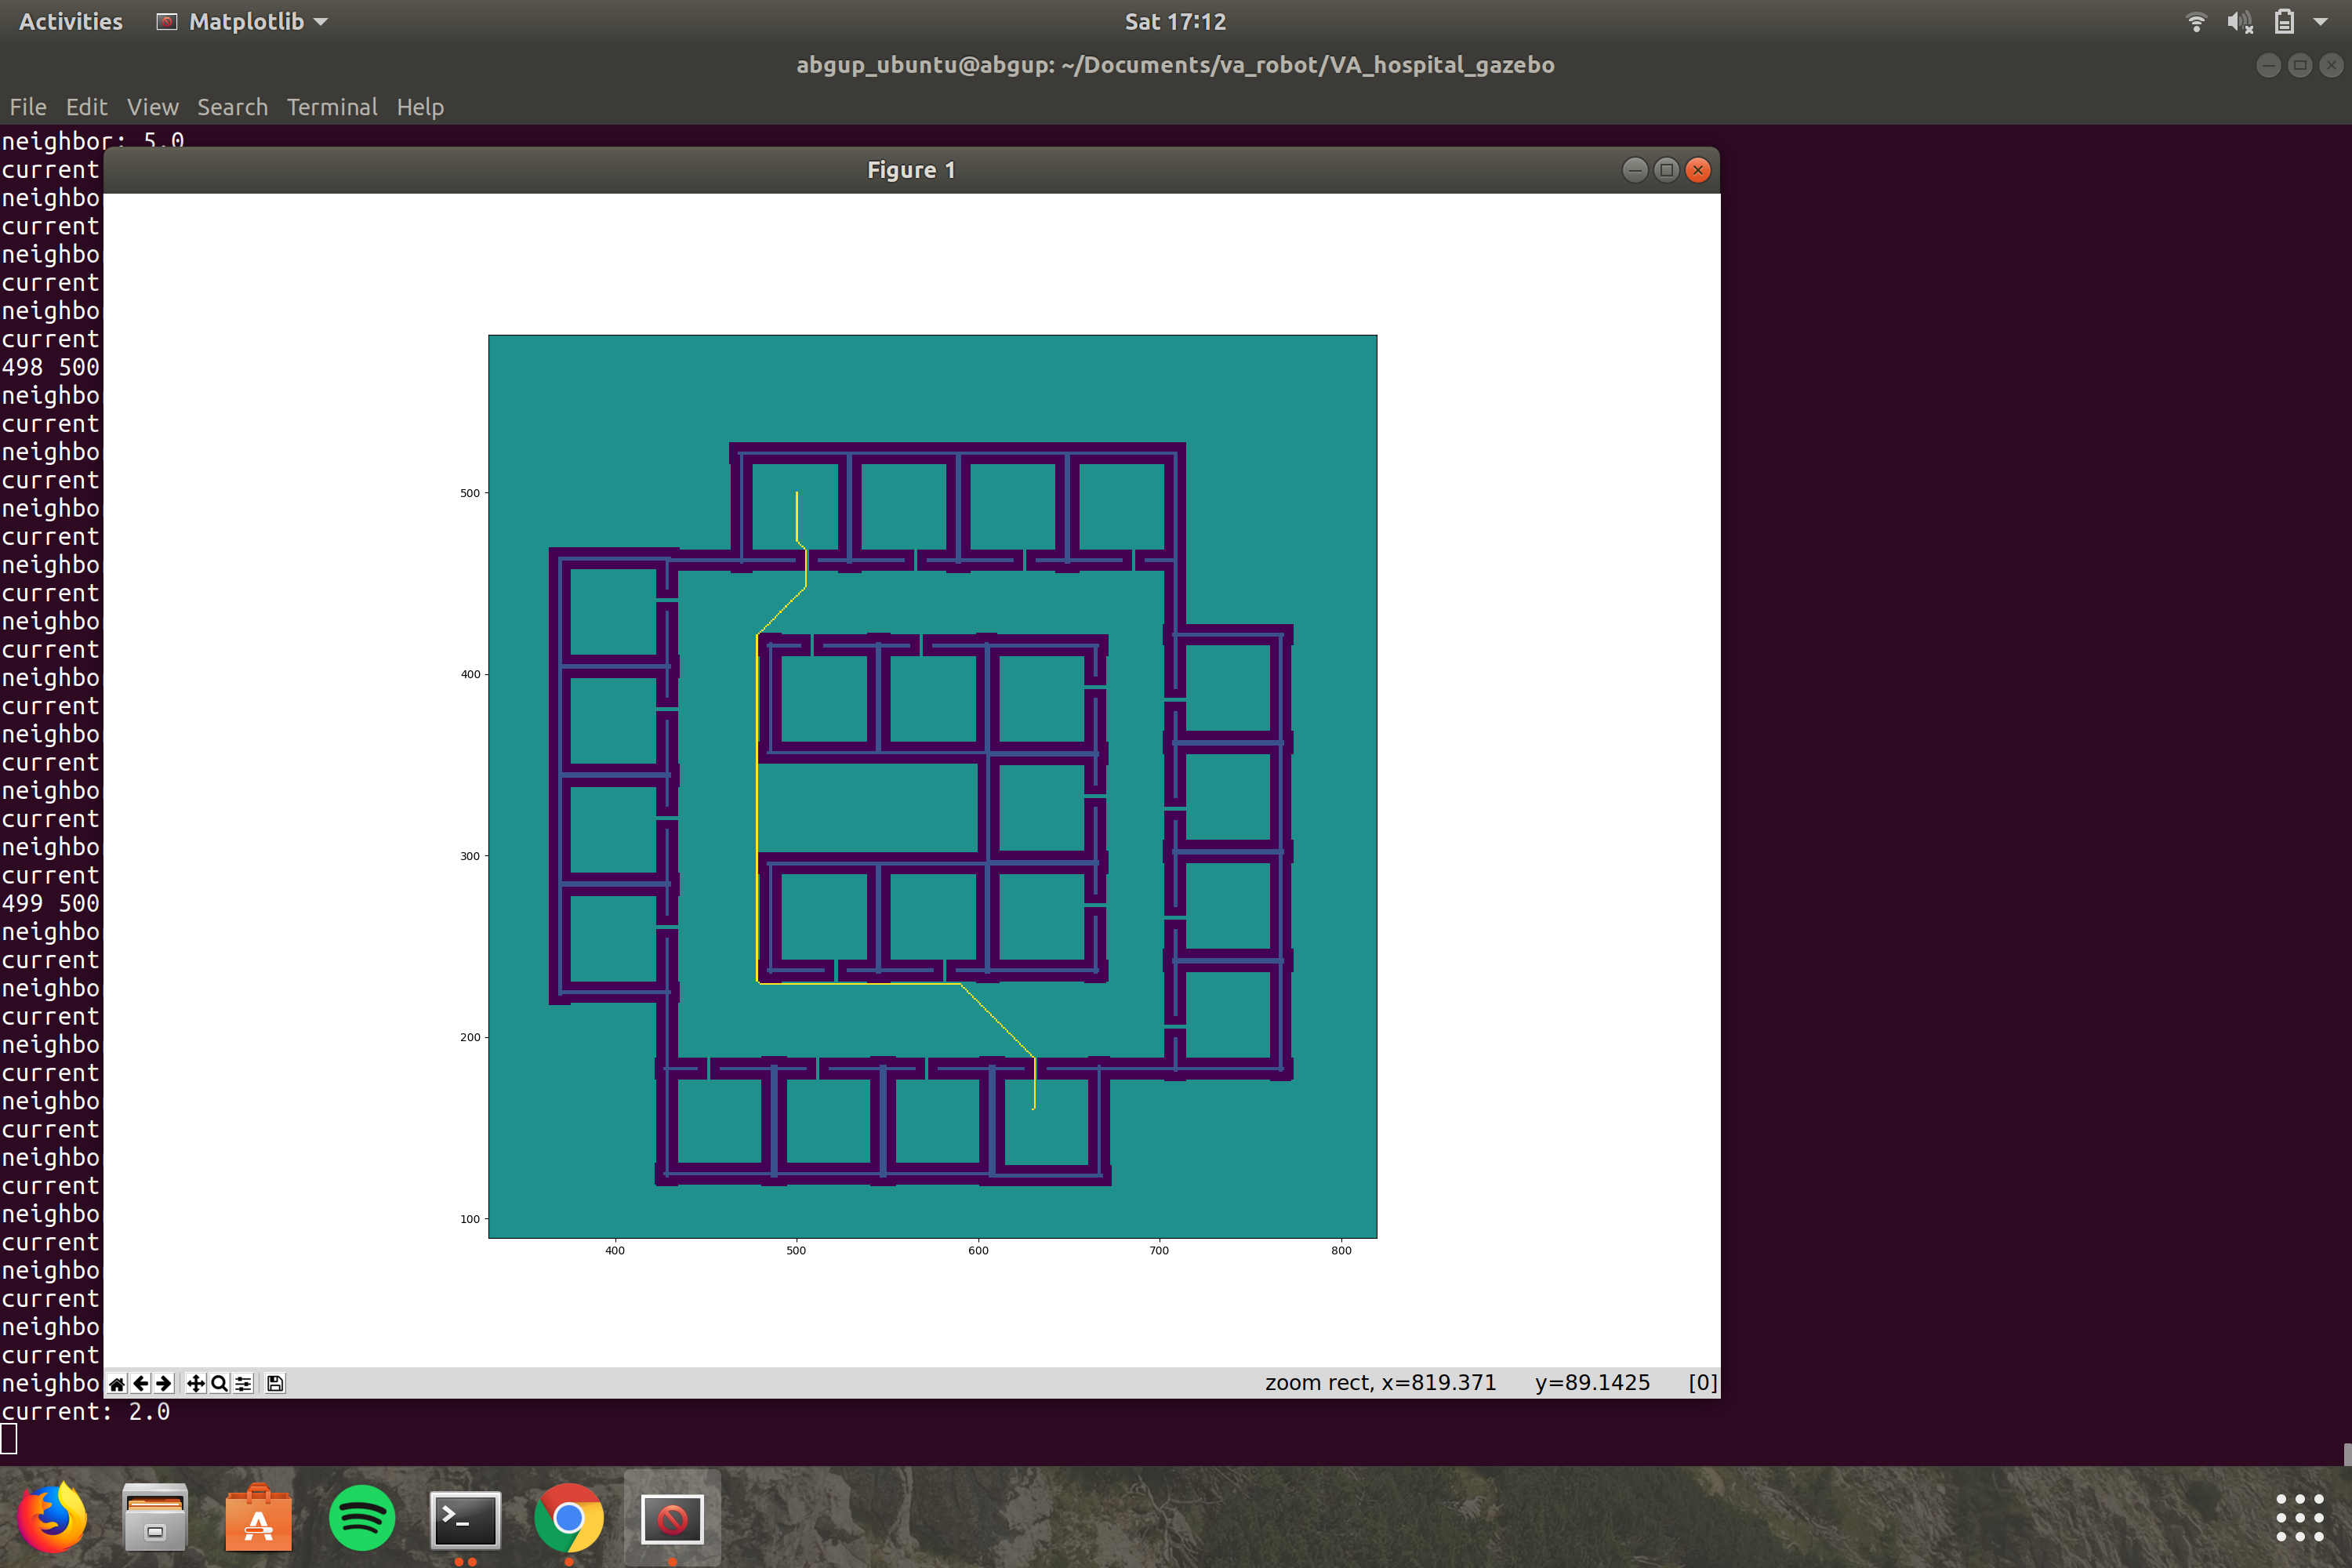 Activities Matplotlib Sat 17:12
abgup_ubuntu@abgup: ~/Documents/va_robot/VA_hospital_gazebo
File Edit View Search Terminal Help
neighbor: 5.0
current
neighbo
current
neighbo
current
neighbo
current
498 500
neighbo
current
neighbo
current
neighbo
current
neighbo
current
neighbo
current
neighbo
current
neighbo
current
neighbo
current
neighbo
current
499 500
neighbo
current
neighbo
current
neighbo
current
neighbo
current
neighbo
current
neighbo
current
neighbo
current
neighbo
current
neighbo
current: 2.0
Figure 1
500
400
300
200
100
400 500 600 700 800
zoom rect, x=819.371 y=89.1425 [0]